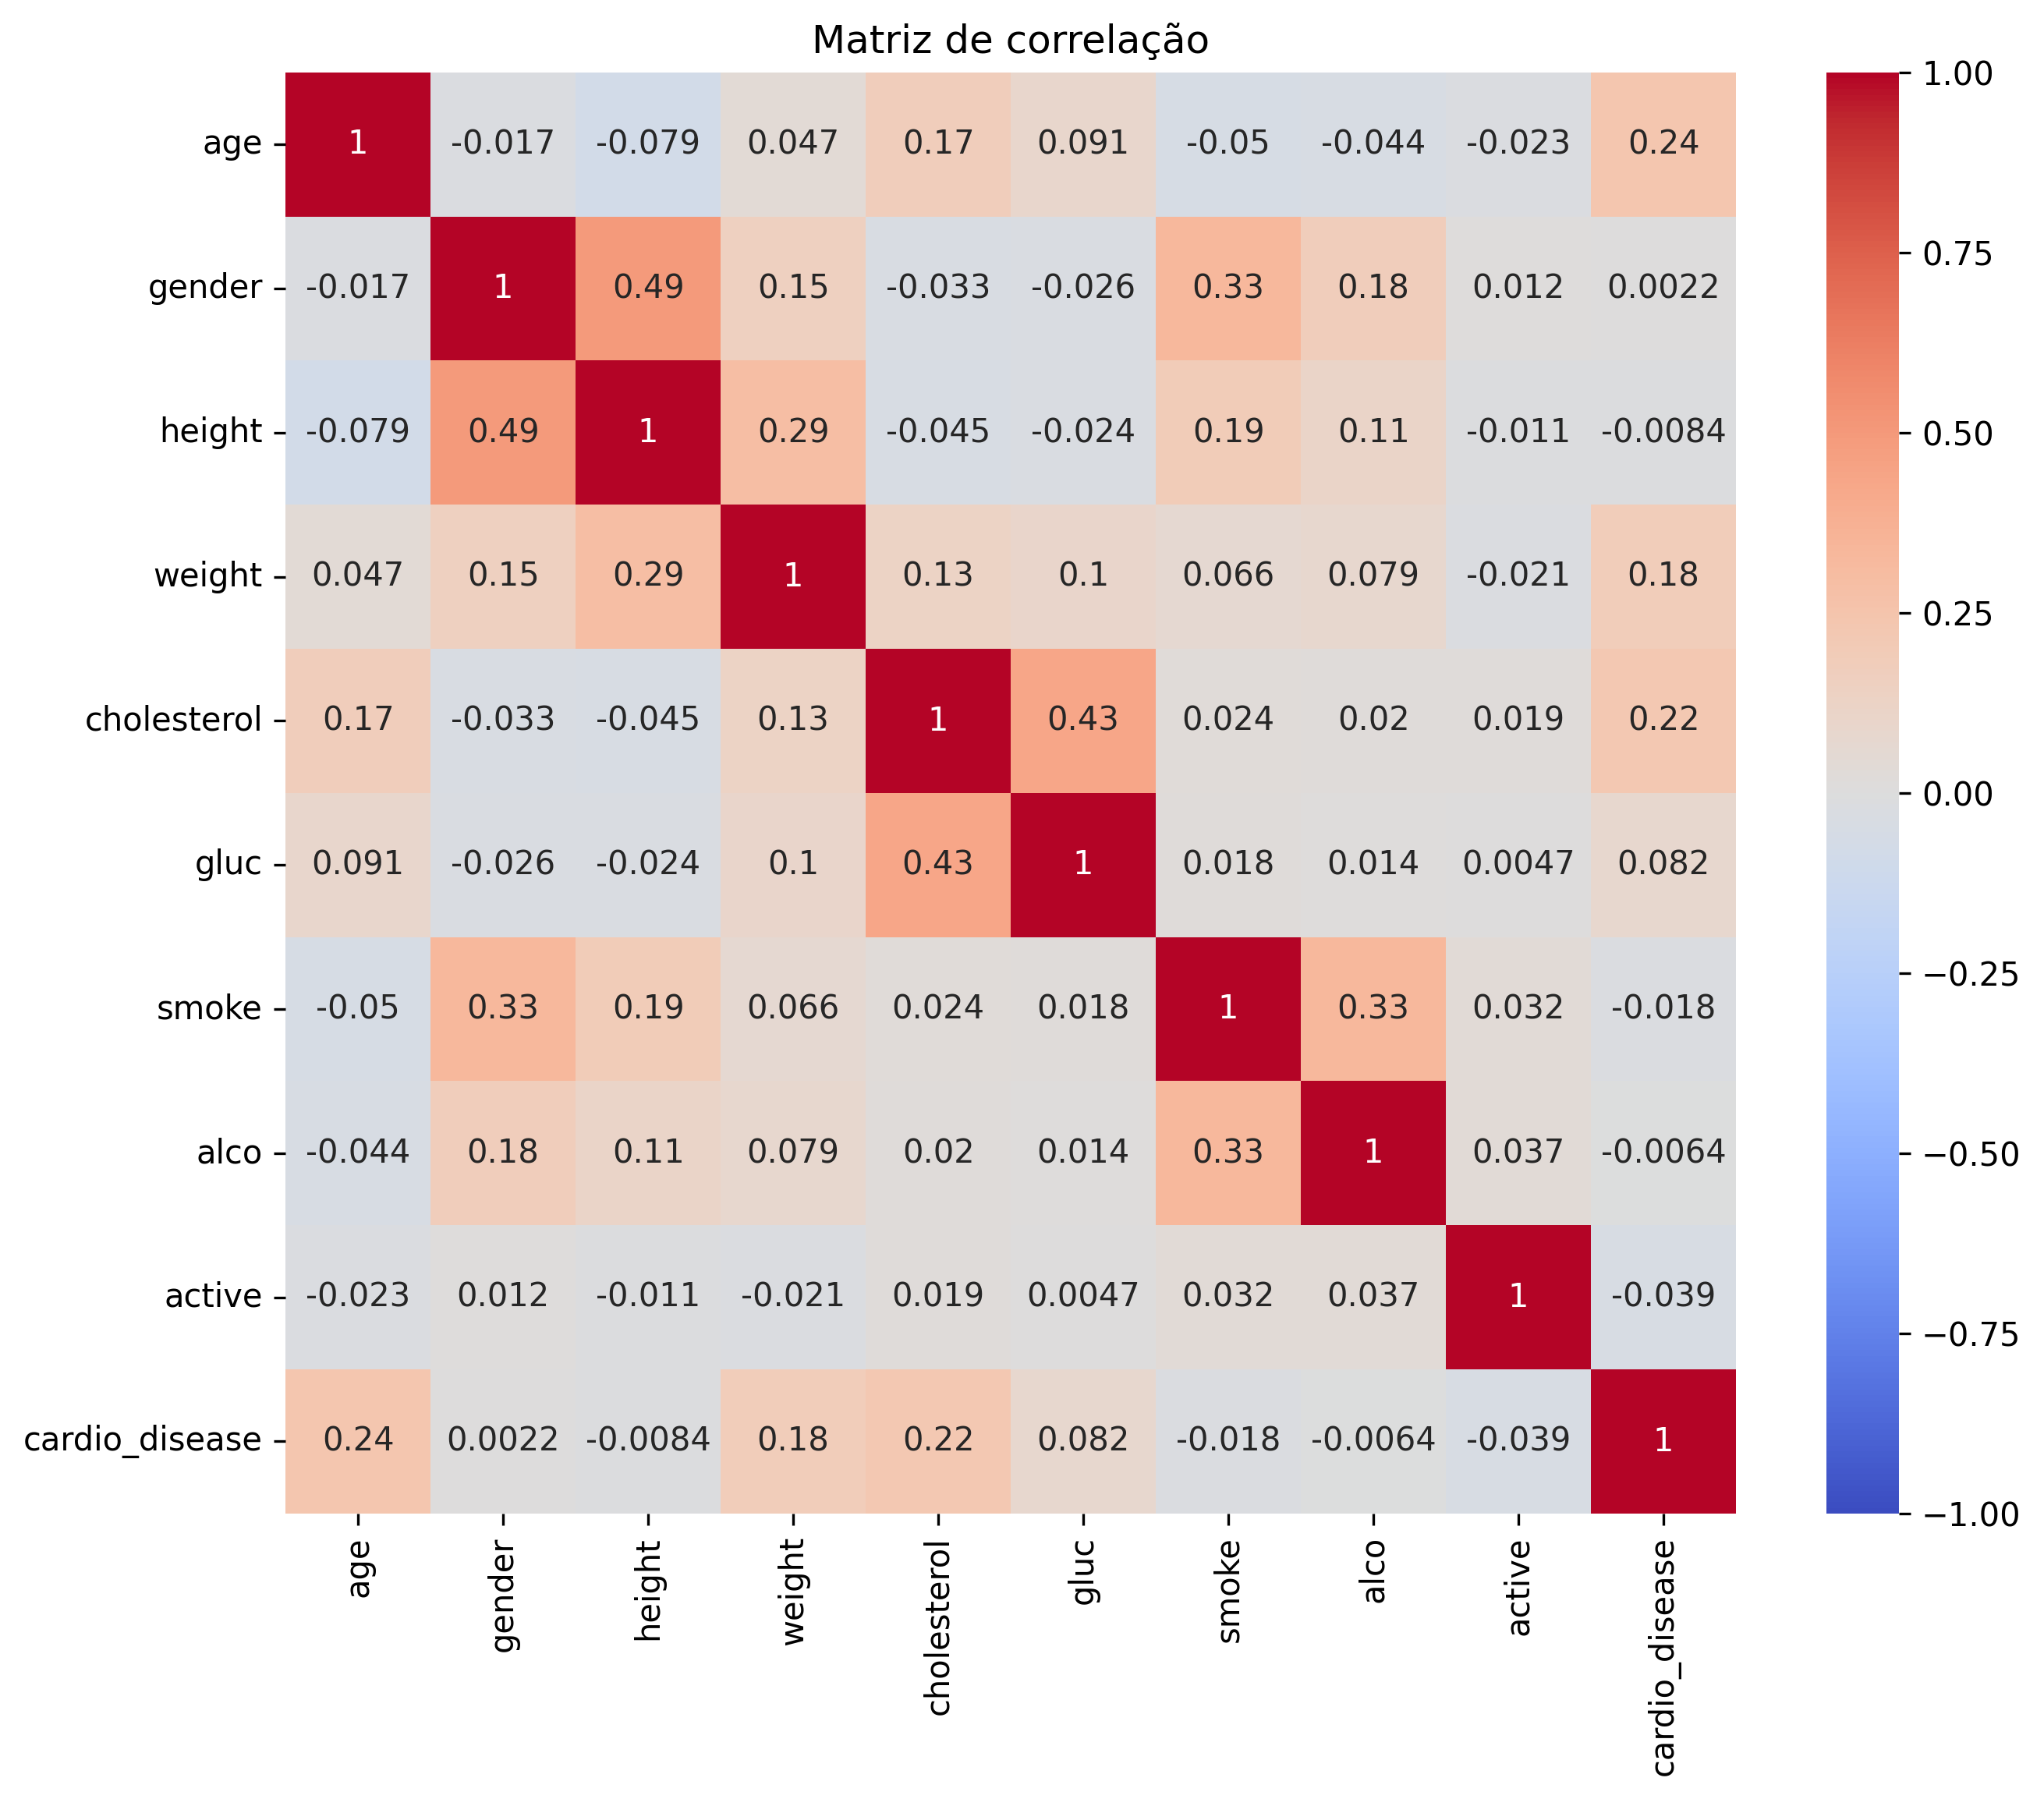 Matriz de correlação
age 1 -0.017 -0.079 0.047 0.17 0.091 -0.05 -0.044 -0.023 0.24
gender -0.017 1 0.49 0.15 -0.033 -0.026 0.33 0.18 0.012 0.0022
height -0.079 0.49 1 0.29 -0.045 -0.024 0.19 0.11 -0.011 -0.0084
weight 0.047 0.15 0.29 1 0.13 0.1 0.066 0.079 -0.021 0.18
cholesterol 0.17 -0.033 -0.045 0.13 1 0.43 0.024 0.02 0.019 0.22
gluc 0.091 -0.026 -0.024 0.1 0.43 1 0.018 0.014 0.0047 0.082
smoke -0.05 0.33 0.19 0.066 0.024 0.018 1 0.33 0.032 -0.018
alco -0.044 0.18 0.11 0.079 0.02 0.014 0.33 1 0.037 -0.0064
active -0.023 0.012 -0.011 -0.021 0.019 0.0047 0.032 0.037 1 -0.039
cardio_disease 0.24 0.0022 -0.0084 0.18 0.22 0.082 -0.018 -0.0064 -0.039 1
age gender height weight cholesterol gluc smoke alco active cardio_disease
1.00
0.75
0.50
0.25
0.00
−0.25
−0.50
−0.75
−1.00